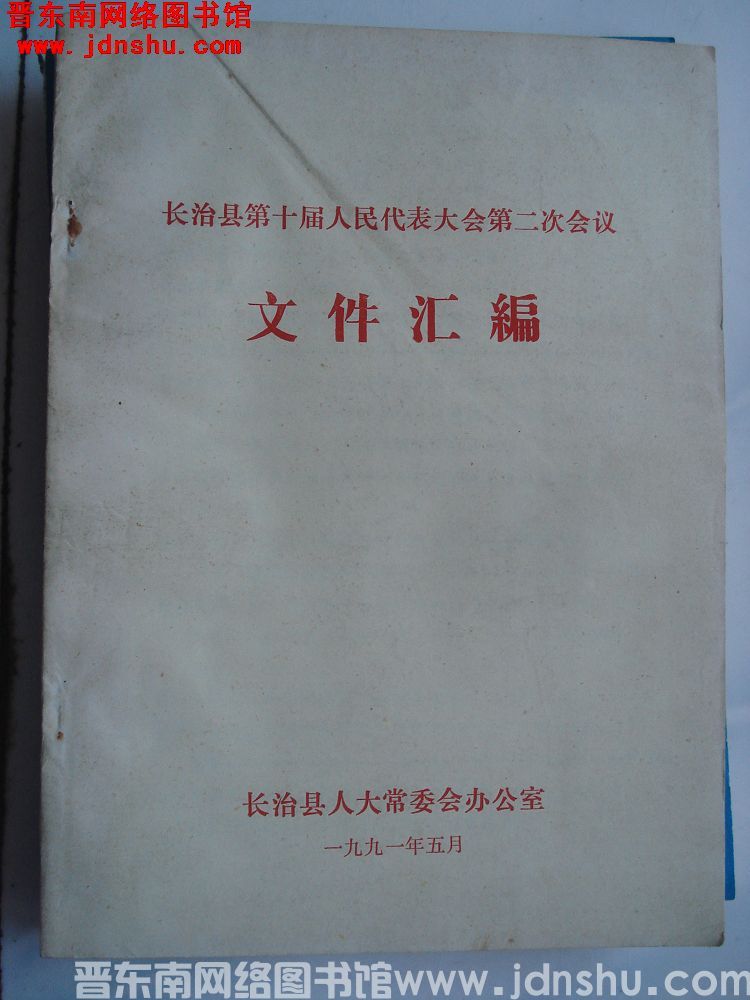 晋东南网络图书馆
www.jdnshu.com
长治县第十届人民代表大会第二次会议
文件汇編
长治县人大常委会办公室
一九九一年五月
晋东南网络图书馆www.jdnshu.com